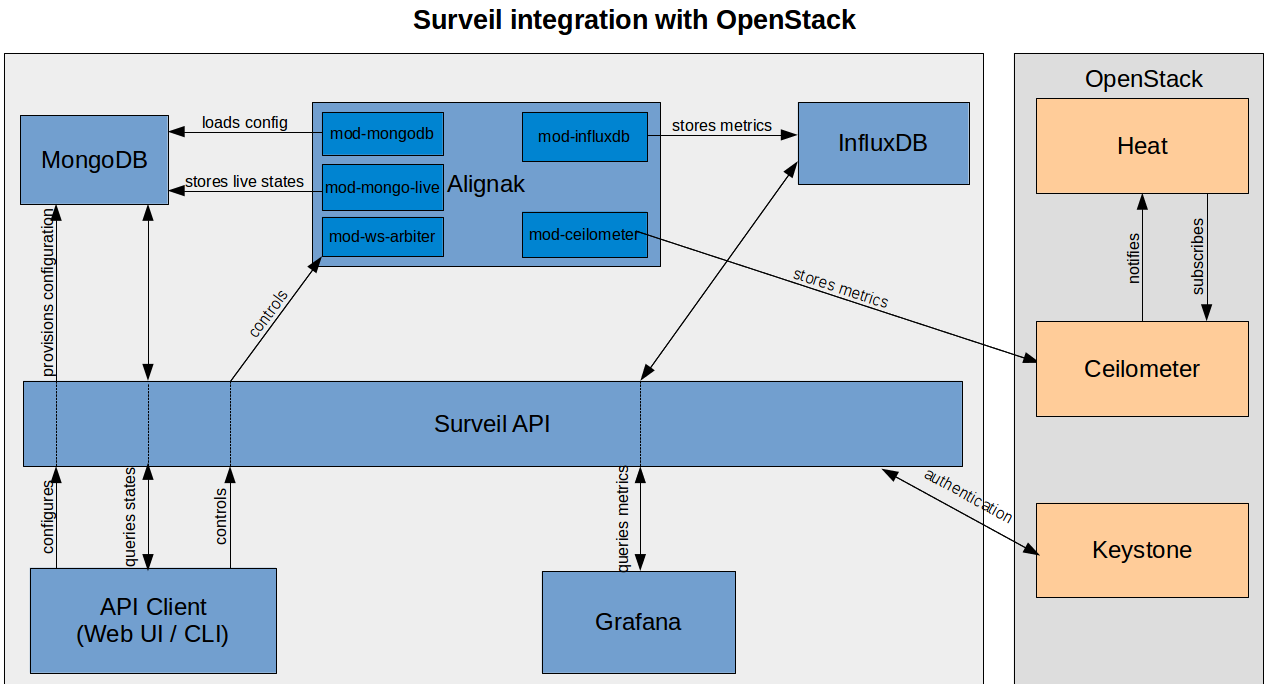 Surveil integration with OpenStack
OpenStack
loads config
mod-mongodb
mod-influxdb
stores metrics
MongoDB
InfluxDB
Heat
stores live states
mod-mongo-live
Alignak
mod-ws-arbiter
mod-ceilometer
provisions configuration
controls
stores metrics
notifies
subscribes
Ceilometer
Surveil API
configures
queries states
controls
queries metrics
authentication
Keystone
API Client
(Web UI / CLI)
Grafana